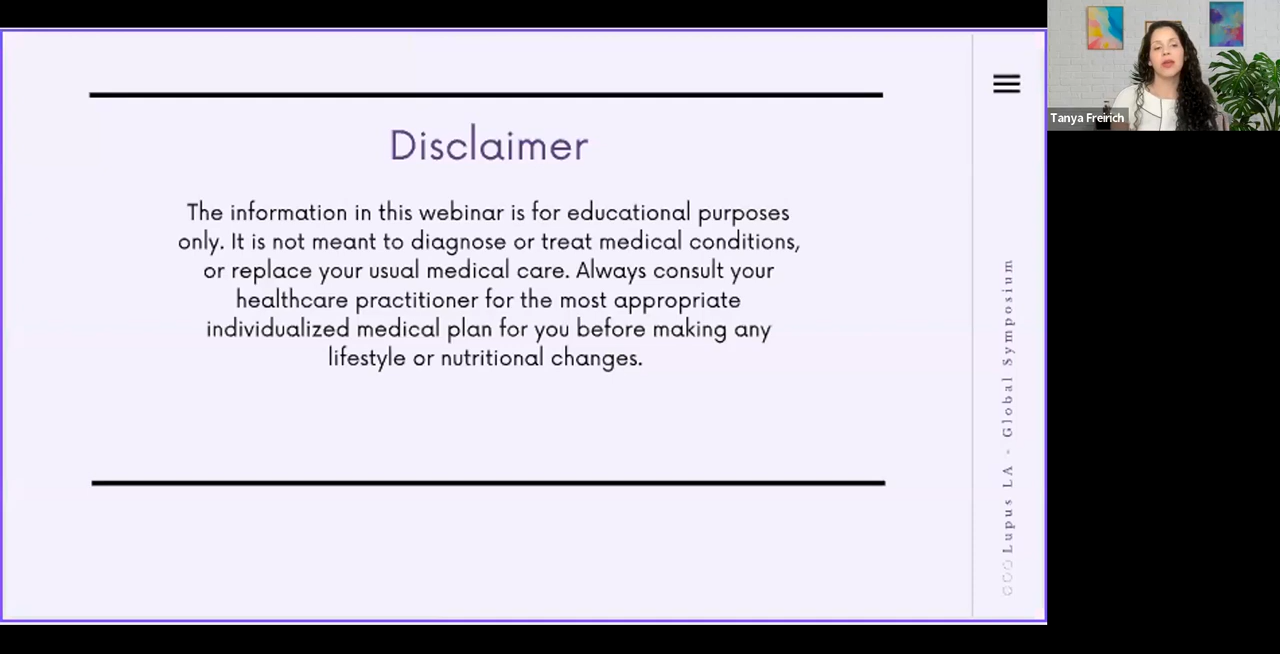 Disclaimer
The information in this webinar is for educational purposes
only. It is not meant to diagnose or treat medical conditions,
or replace your usual medical care. Always consult your
healthcare practitioner for the most appropriate
individualized medical plan for you before making any
lifestyle or nutritional changes.
Lupus LA - Global Symposium
Tanya Freirich